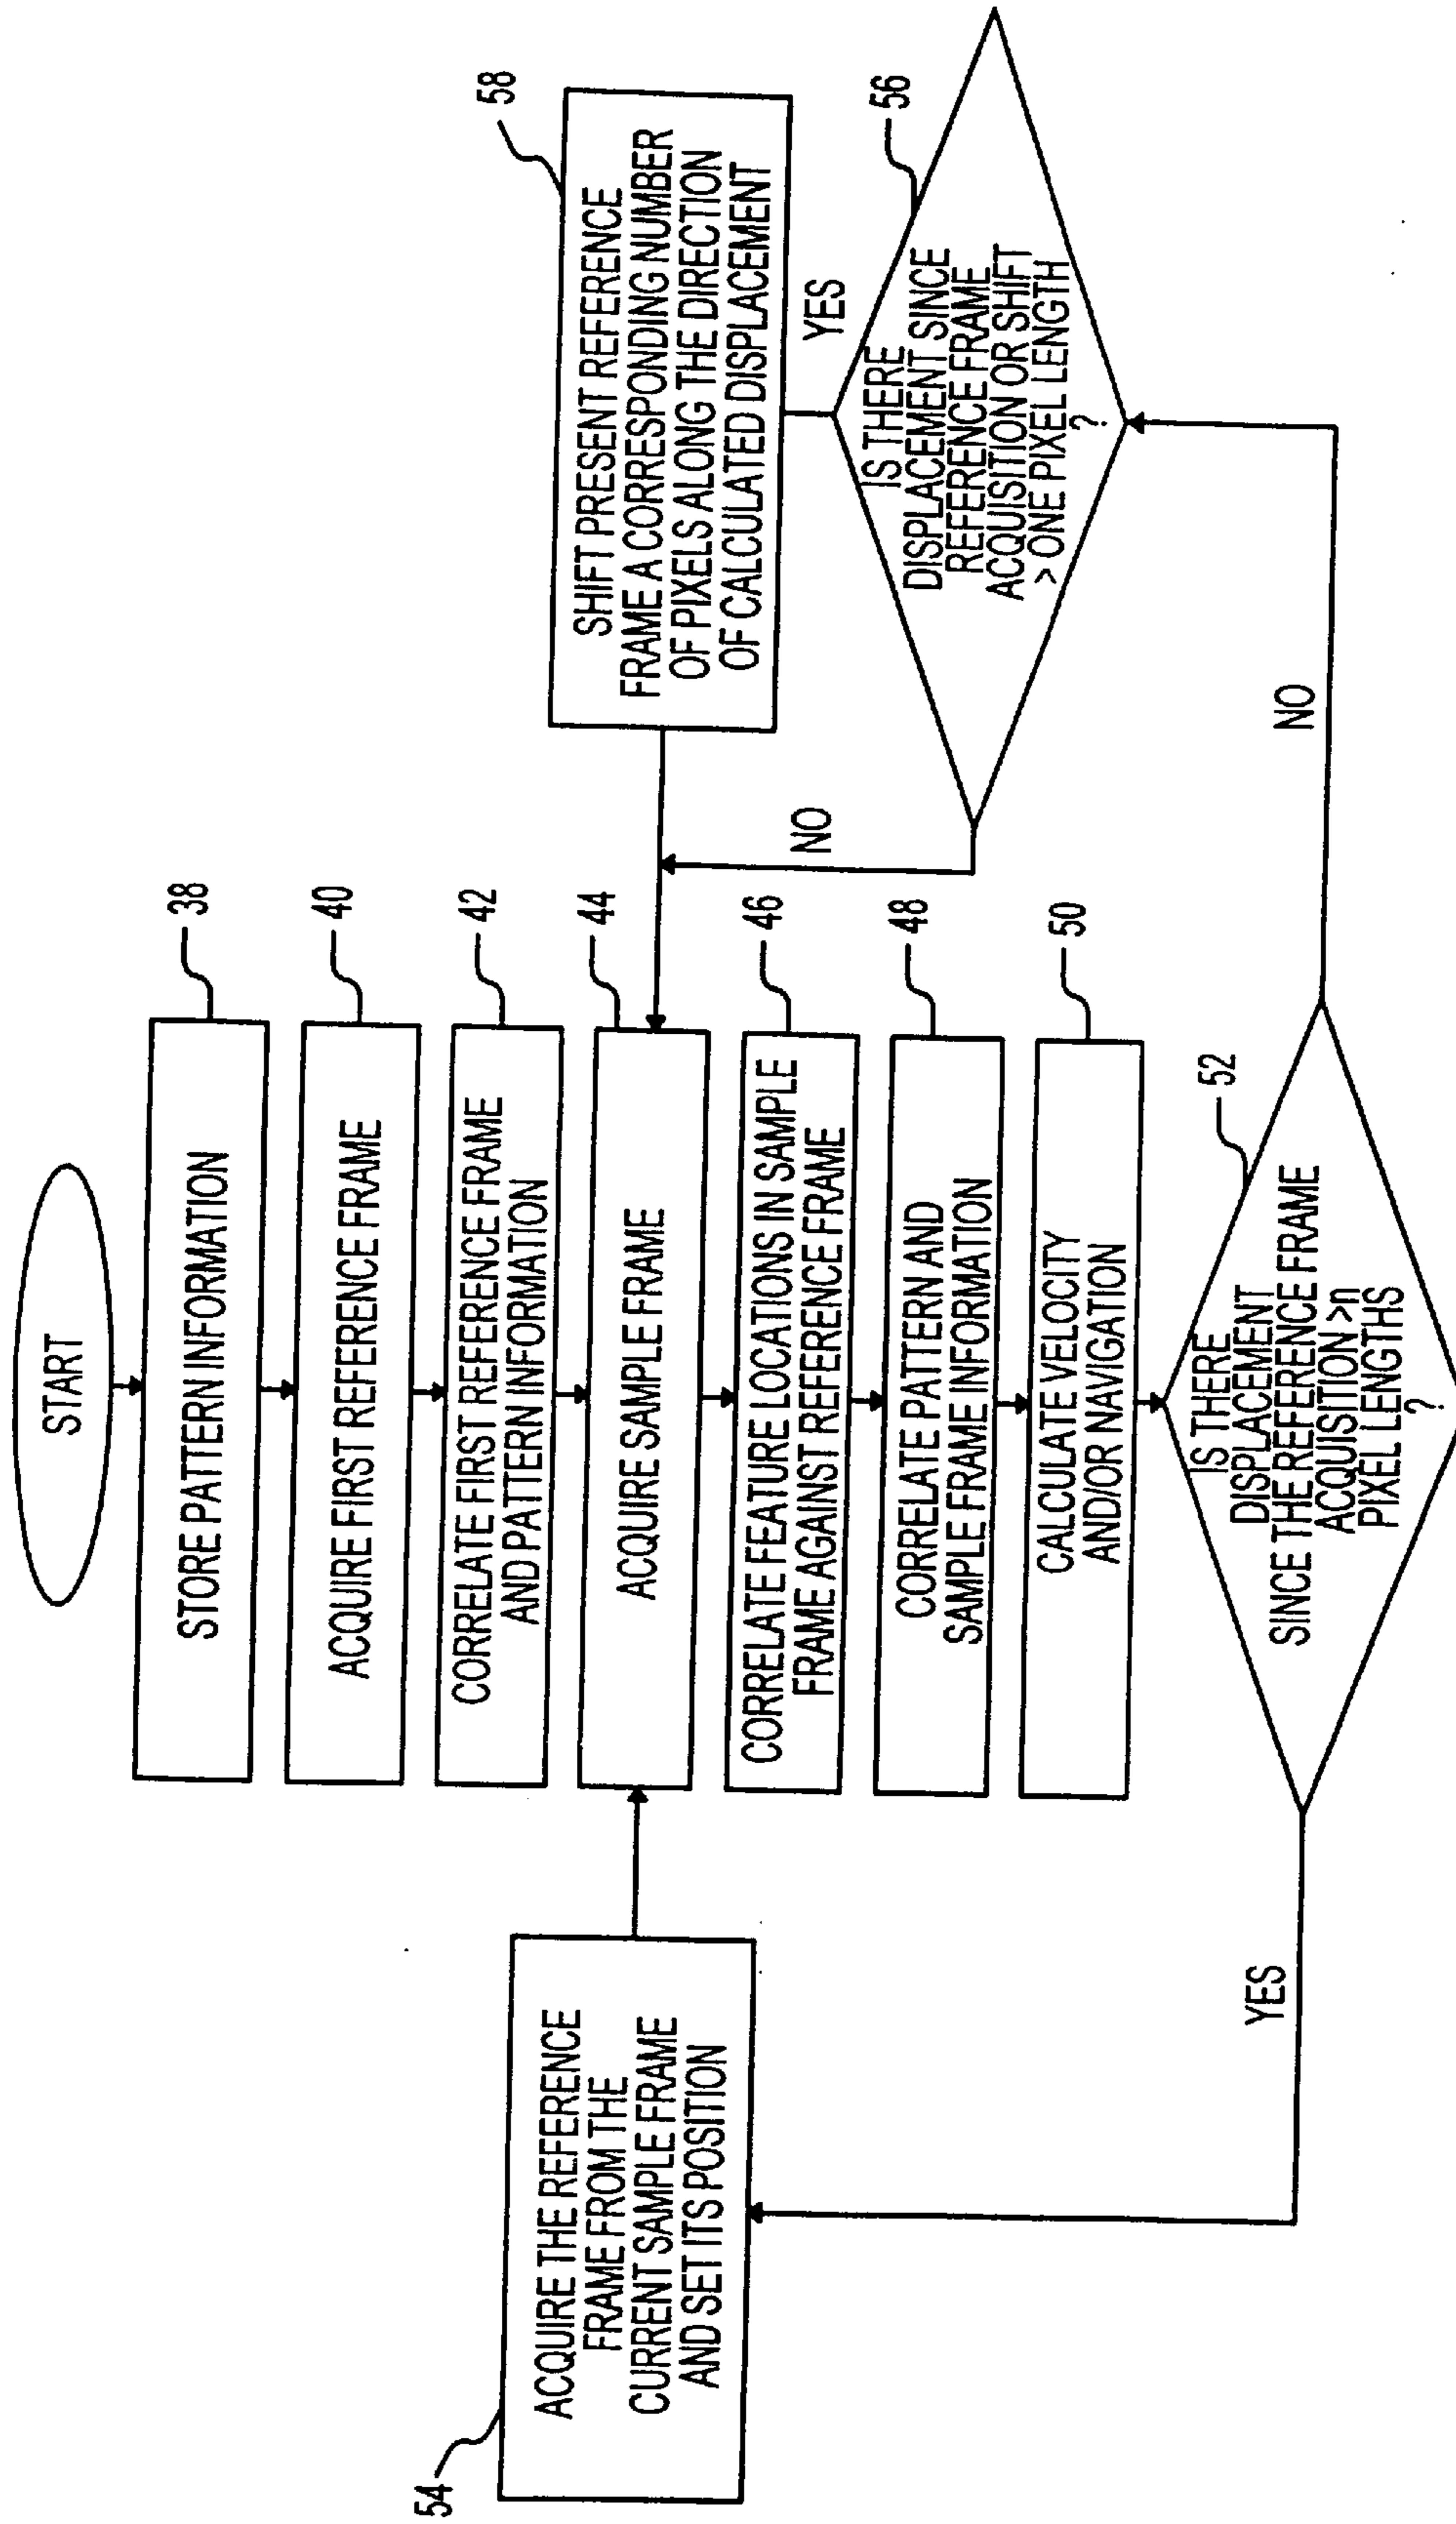 START
STORE PATTERN INFORMATION
38
ACQUIRE FIRST REFERENCE FRAME
40
CORRELATE FIRST REFERENCE FRAME
AND PATTERN INFORMATION
42
ACQUIRE SAMPLE FRAME
44
CORRELATE FEATURE LOCATIONS IN SAMPLE
FRAME AGAINST REFERENCE FRAME
46
CORRELATE PATTERN AND
SAMPLE FRAME INFORMATION
48
CALCULATE VELOCITY
AND/OR NAVIGATION
50
IS THERE
DISPLACEMENT
SINCE THE REFERENCE FRAME
ACQUISITION >n
PIXEL LENGTHS
?
52
YES
NO
ACQUIRE THE REFERENCE
FRAME FROM THE
CURRENT SAMPLE FRAME
AND SET ITS POSITION
54
IS THERE
DISPLACEMENT SINCE
REFERENCE FRAME
ACQUISITION OR SHIFT
> ONE PIXEL LENGTH
?
56
YES
NO
SHIFT PRESENT REFERENCE
FRAME A CORRESPONDING NUMBER
OF PIXELS ALONG THE DIRECTION
OF CALCULATED DISPLACEMENT
58